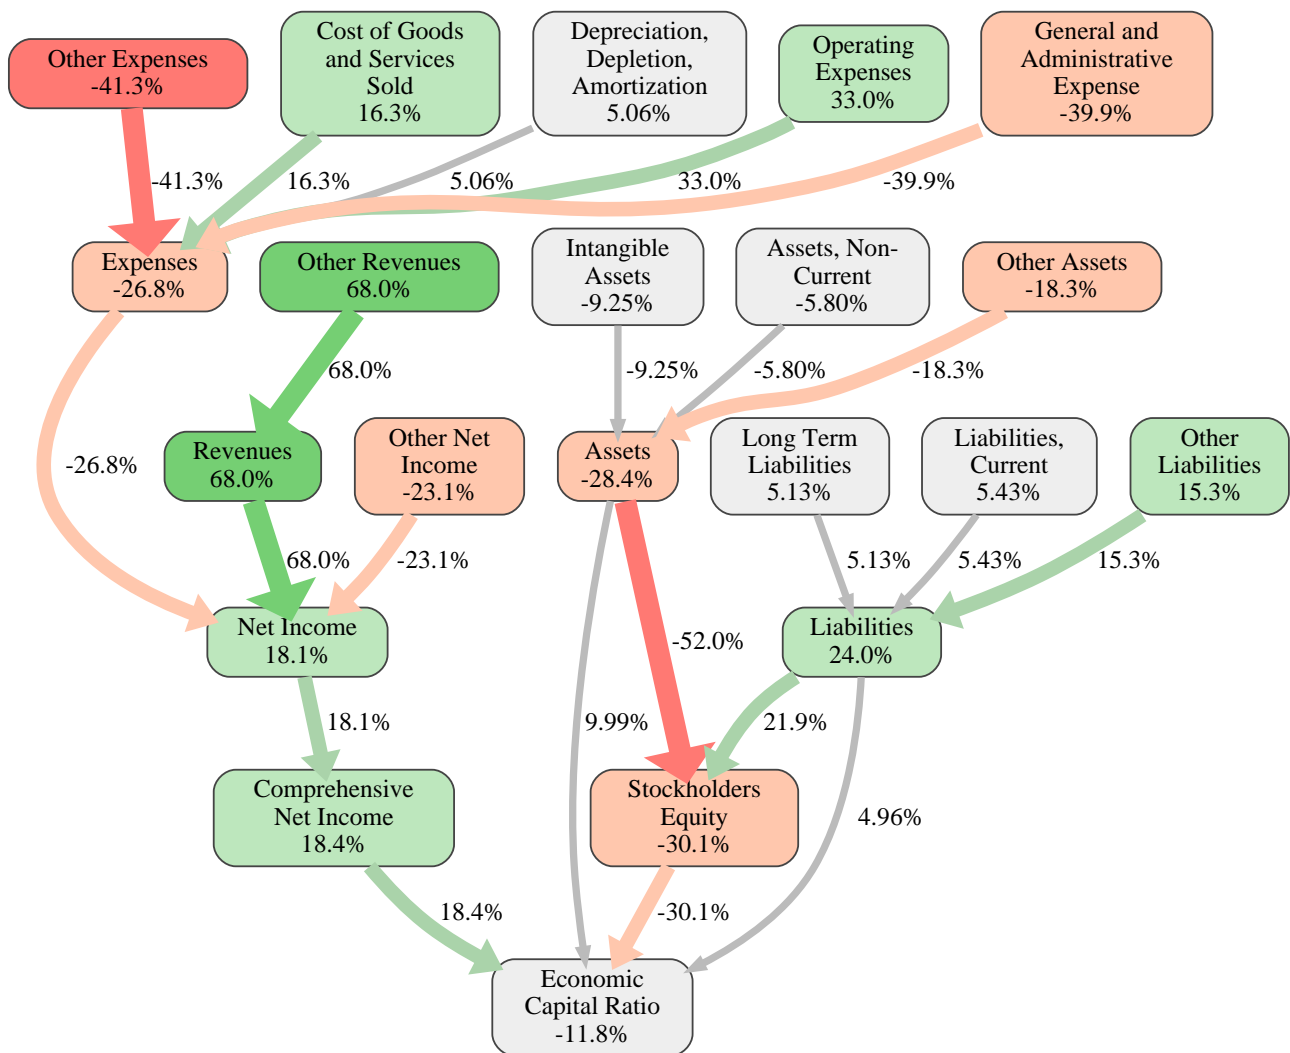 Other Expenses
-41.3%
Cost of Goods
and Services
Sold
16.3%
Depreciation,
Depletion,
Amortization
5.06%
Operating
Expenses
33.0%
General and
Administrative
Expense
-39.9%
-41.3%
16.3%
5.06%
33.0%
-39.9%
Expenses
-26.8%
Other Revenues
68.0%
Intangible
Assets
-9.25%
Assets, Non-
Current
-5.80%
Other Assets
-18.3%
68.0%
-9.25%
-5.80%
-18.3%
-26.8%
Revenues
68.0%
Other Net
Income
-23.1%
Assets
-28.4%
Long Term
Liabilities
5.13%
Liabilities,
Current
5.43%
Other
Liabilities
15.3%
68.0%
-23.1%
5.13%
5.43%
15.3%
Net Income
18.1%
-52.0%
Liabilities
24.0%
18.1%
9.99%
21.9%
Comprehensive
Net Income
18.4%
Stockholders
Equity
-30.1%
4.96%
18.4%
-30.1%
Economic
Capital Ratio
-11.8%